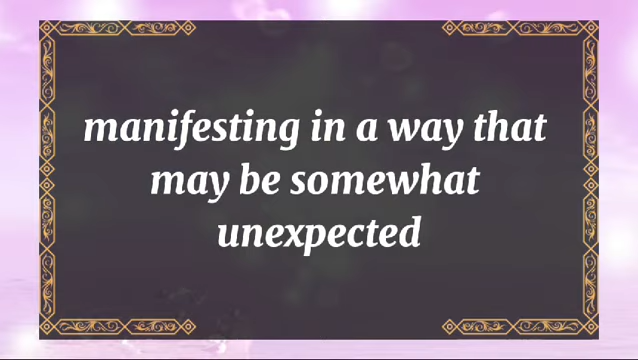 manifesting in a way that
may be somewhat
unexpected